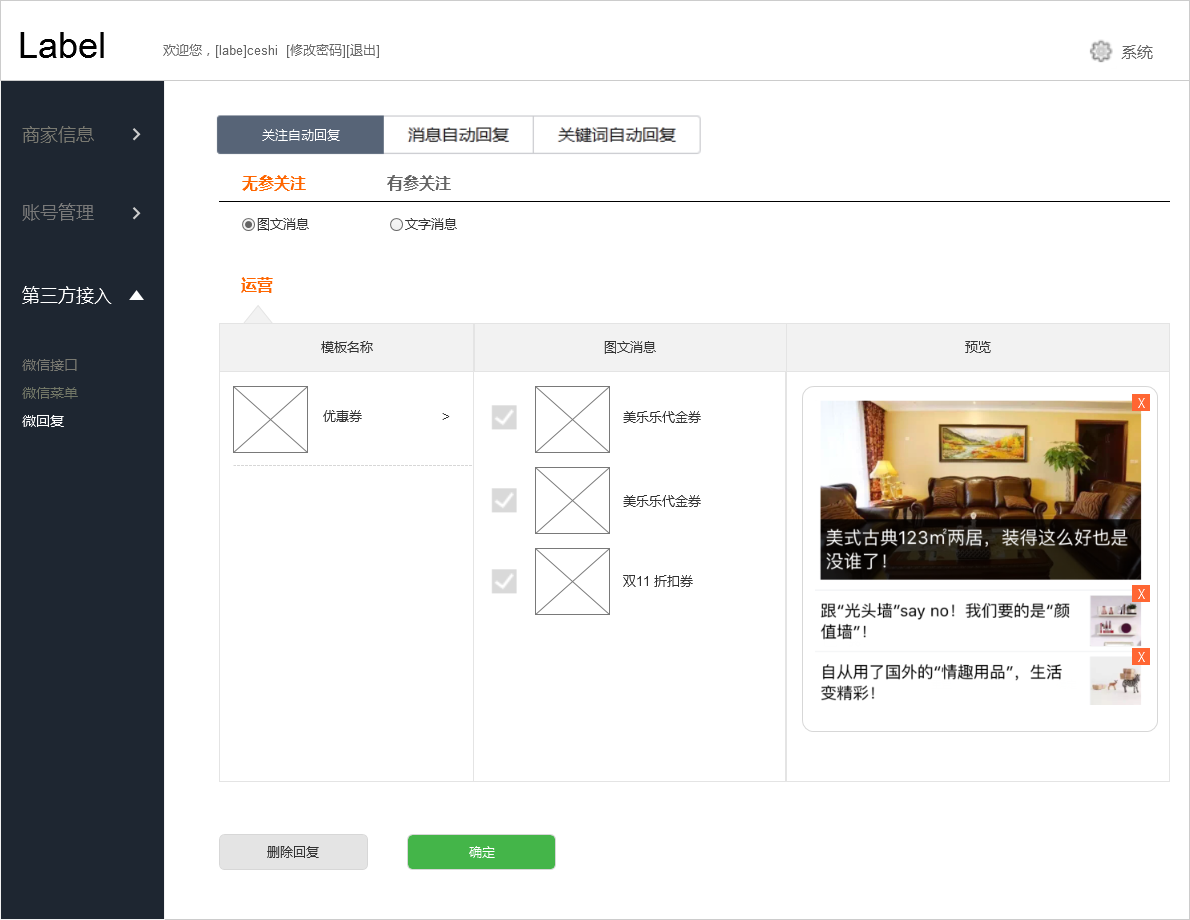 Label
欢迎您，[labe]ceshi [修改密码][退出]
系统
商家信息
账号管理
第三方接入
微信接口
微信菜单
微回复
关注自动回复
消息自动回复
关键词自动回复
无参关注
有参关注
图文消息
文字消息
运营
模板名称
图文消息
预览
优惠券
>
美乐乐代金券
美乐乐代金券
双11 折扣券
X
美式古典123㎡两居，装得这么好也是
没谁了！
X
跟“光头墙”say no！我们要的是“颜
值墙”！
X
自从用了国外的“情趣用品”，生活
变精彩！
删除回复
确定